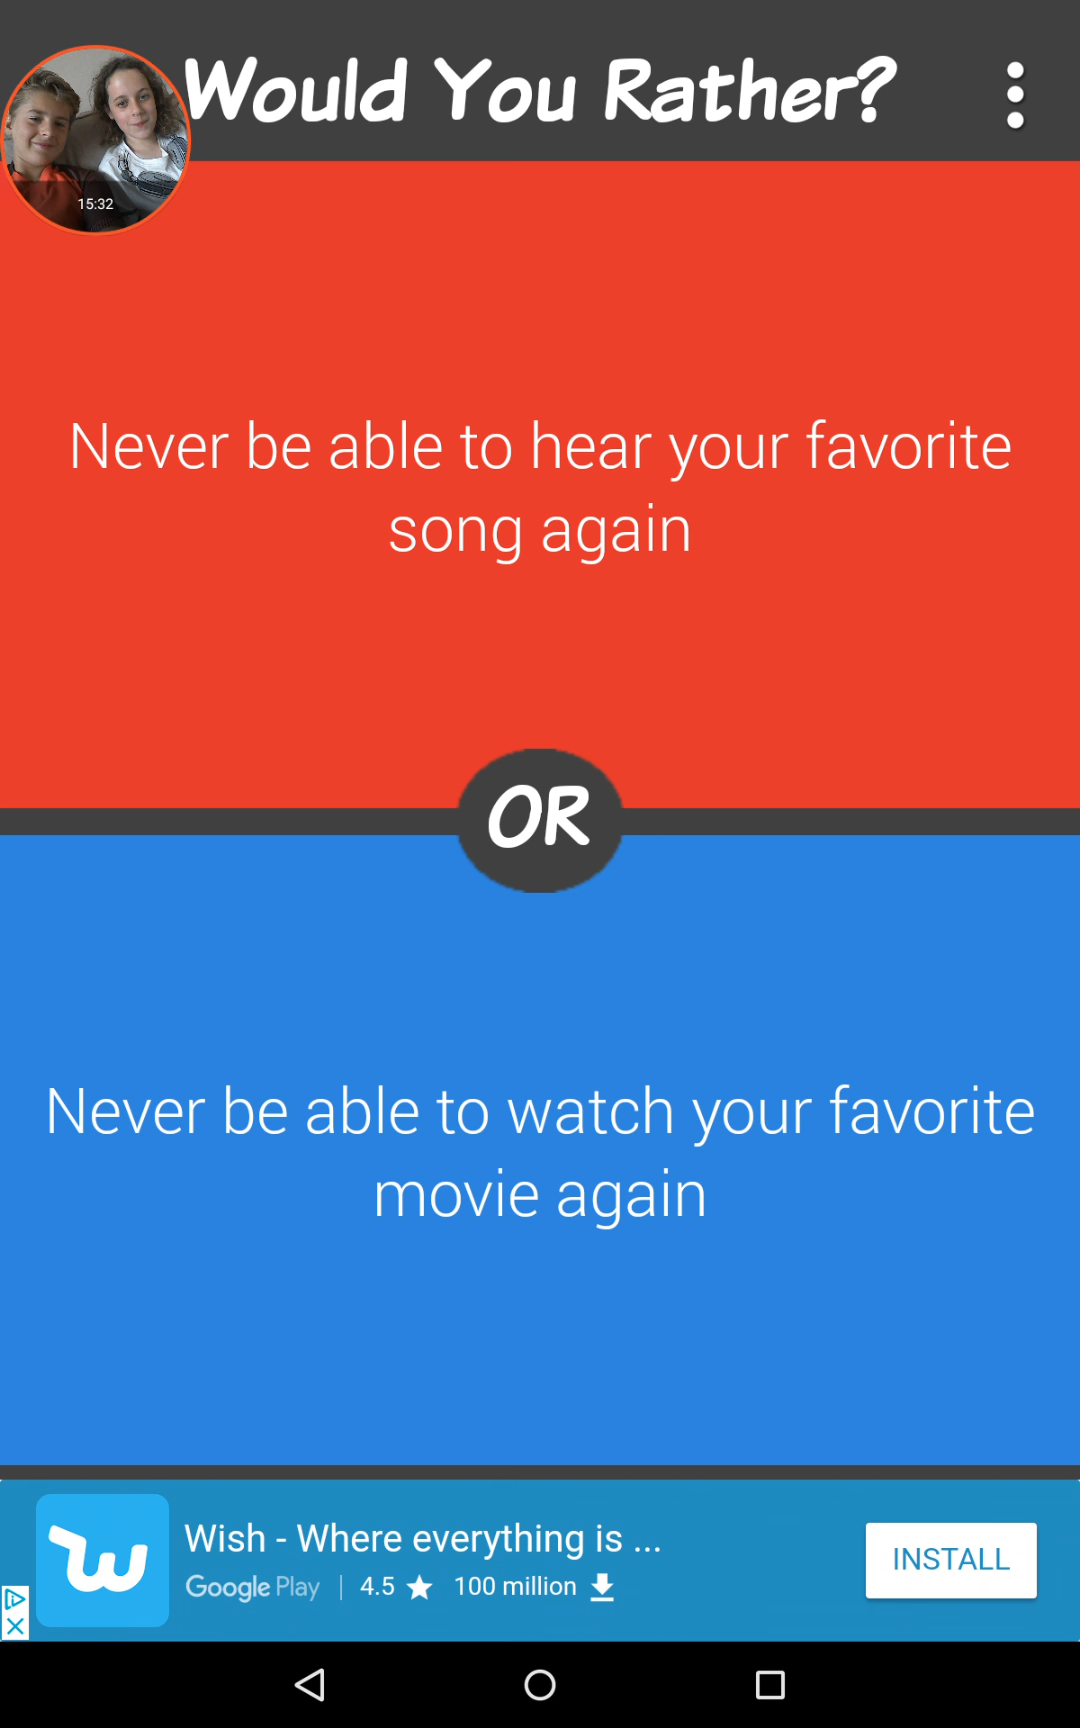 Would You Rather?
15:32
Never be able to hear your favorite
song again
OR
Never be able to watch your favorite
movie again
Wish - Where everything is ...
Google Play | 4.5 100 million
INSTALL